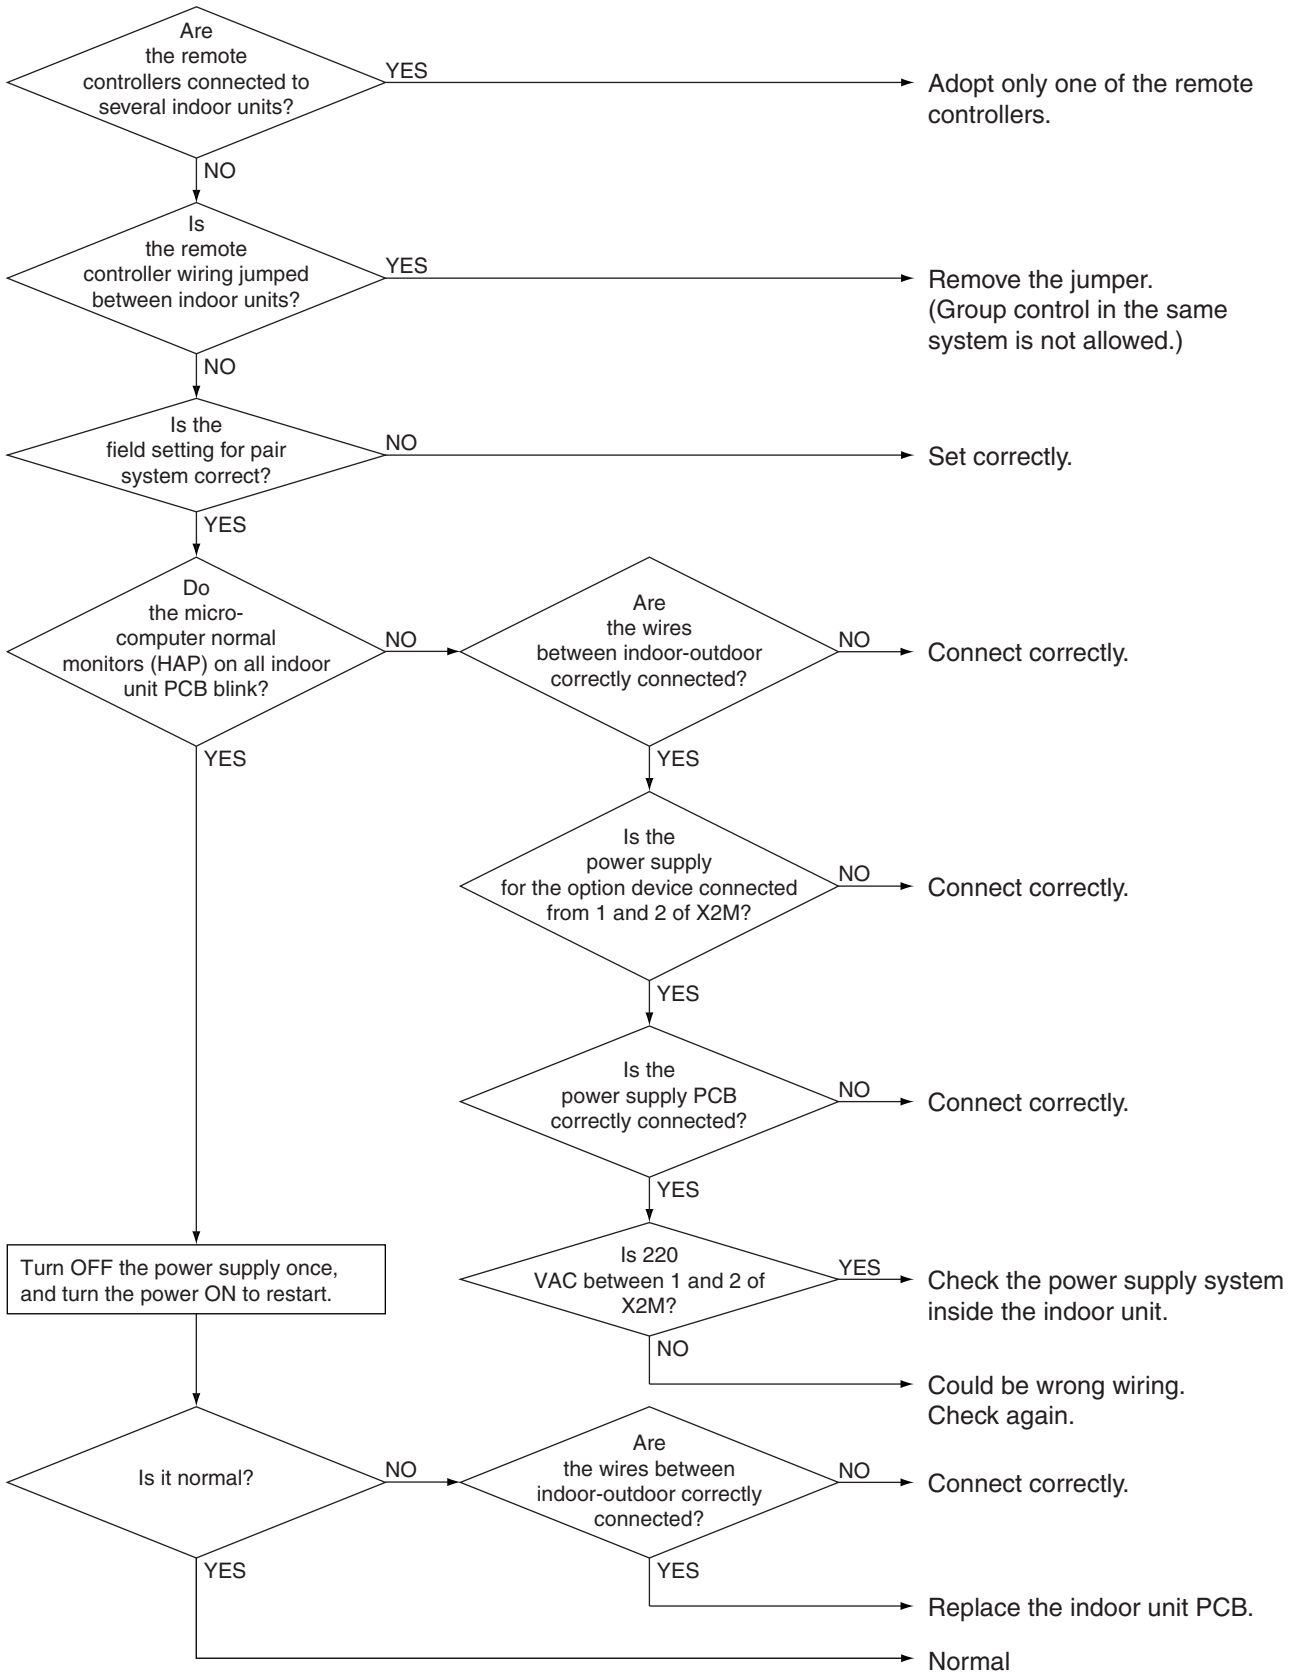 Are
the remote
controllers connected to
several indoor units?
YES
Adopt only one of the remote
controllers.
NO
Is
the remote
controller wiring jumped
between indoor units?
YES
Remove the jumper.
(Group control in the same
system is not allowed.)
NO
Is the
field setting for pair
system correct?
NO
Set correctly.
YES
Do
the micro-
computer normal
monitors (HAP) on all indoor
unit PCB blink?
NO
Are
the wires
between indoor-outdoor
correctly connected?
NO
Connect correctly.
YES
YES
Is the
power supply
for the option device connected
from 1 and 2 of X2M?
NO
Connect correctly.
YES
Is the
power supply PCB
correctly connected?
NO
Connect correctly.
YES
Turn OFF the power supply once,
and turn the power ON to restart.
Is 220
VAC between 1 and 2 of
X2M?
YES
Check the power supply system
inside the indoor unit.
NO
Could be wrong wiring.
Check again.
Is it normal?
NO
Are
the wires between
indoor-outdoor correctly
connected?
NO
Connect correctly.
YES
YES
Replace the indoor unit PCB.
Normal